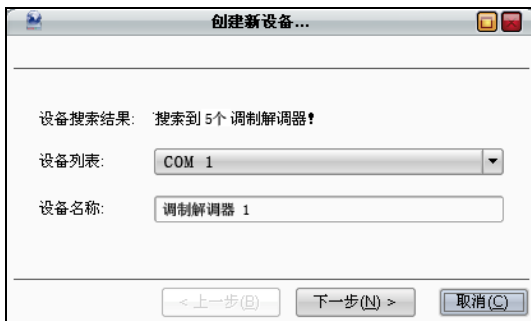 创建新设备...
设备搜索结果: 搜索到 5个 调制解调器!
设备列表: COM 1
设备名称: 调制解调器 1
< 上一步(B) 下一步(N) > 取消(C)